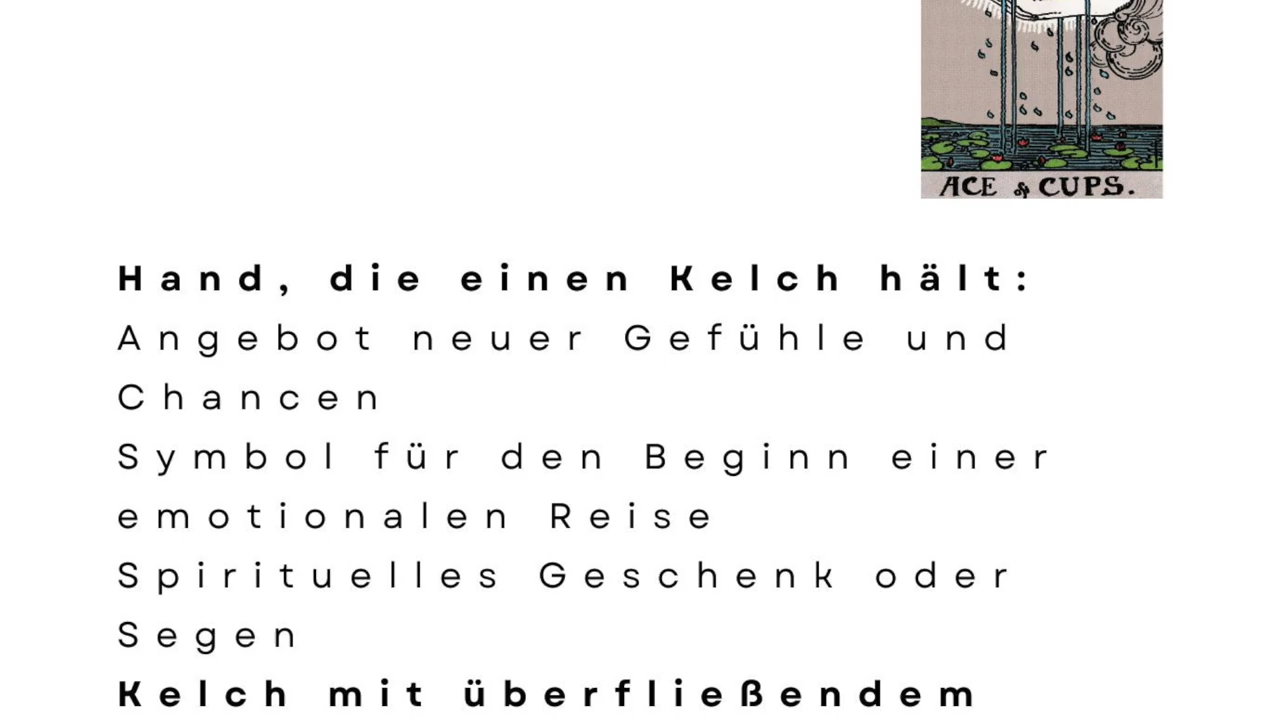 ACE of CUPS.
Hand, die einen Kelch hält:
Angebot neuer Gefühle und
Chancen
Symbol für den Beginn einer
emotionalen Reise
Spirituelles Geschenk oder
Segen
Kelch mit überfließendem